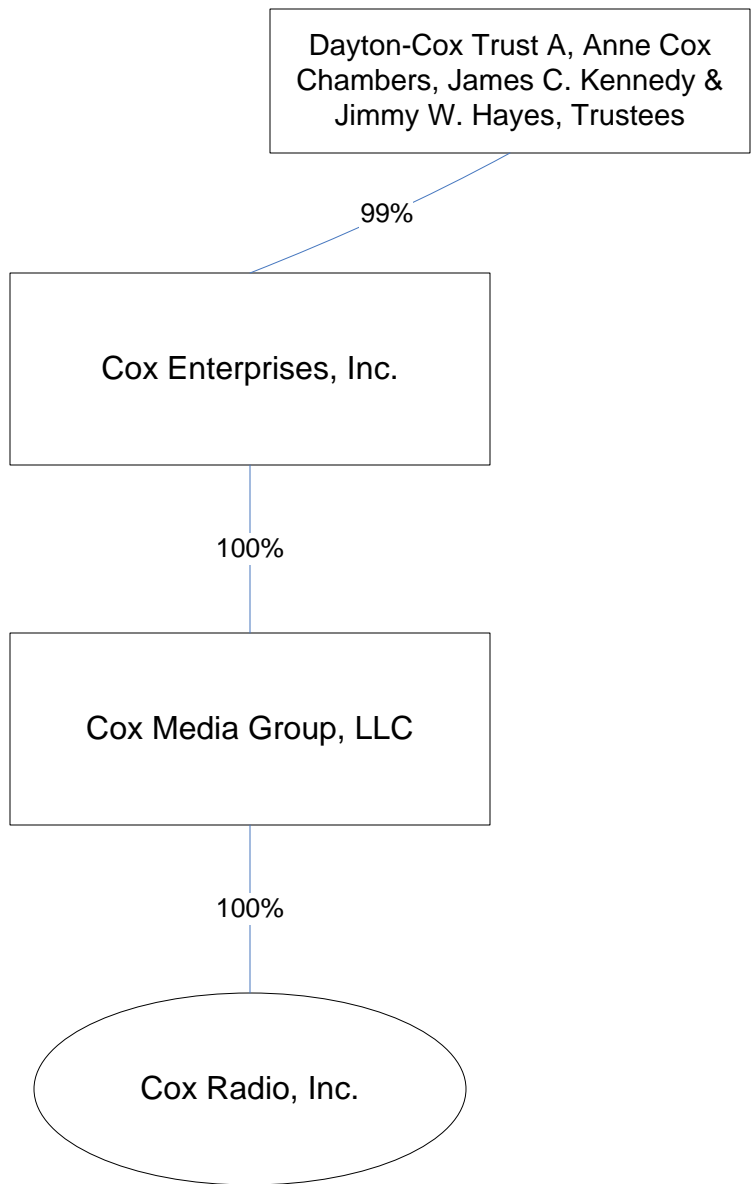 Dayton-Cox Trust A, Anne Cox
Chambers, James C. Kennedy &
Jimmy W. Hayes, Trustees
99%
Cox Enterprises, Inc.
100%
Cox Media Group, LLC
100%
Cox Radio, Inc.